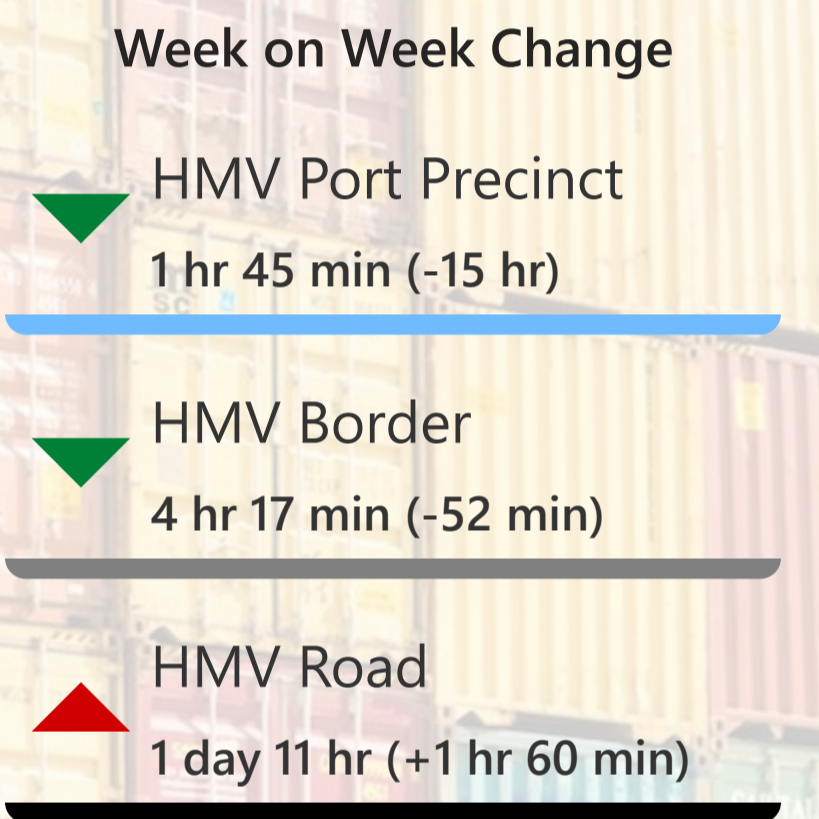 Week on Week Change
HMV Port Precinct
1 hr 45 min (-15 hr)
SC
HMV Border
4 hr 17 min (-52 min)
HMV Road
1 day 11 hr (+1 hr 60 min)